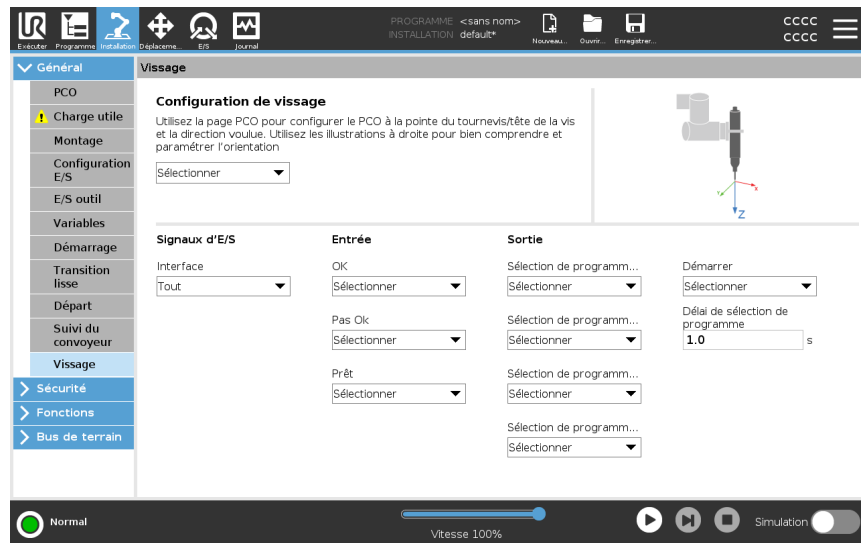 PROGRAMME <sans nom>
INSTALLATION default*
Exécuter
Programme
Installation
Déplaceme...
E/S
Journal
Nouveau...
Ouvrir...
Enregistrer...
cccc
cccc
Général
PCO
Charge utile
Montage
Configuration
E/S
E/S outil
Variables
Démarrage
Transition
lisse
Départ
Suivi du
convoyeur
Vissage
Sécurité
Fonctions
Bus de terrain
Vissage
Configuration de vissage
Utilisez la page PCO pour configurer le PCO à la pointe du tournevis/tête de la vis
et la direction voulue. Utilisez les illustrations à droite pour bien comprendre et
paramétrer l'orientation
Sélectionner
Y
X
Z
Signaux d'E/S
Interface
Tout
Entrée
OK
Sélectionner
Pas Ok
Sélectionner
Prêt
Sélectionner
Sortie
Sélection de programm...
Sélectionner
Sélection de programm...
Sélectionner
Sélection de programm...
Sélectionner
Sélection de programm...
Sélectionner
Démarrer
Sélectionner
Délai de sélection de
programme
1.0 s
Normal
Vitesse 100%
Simulation